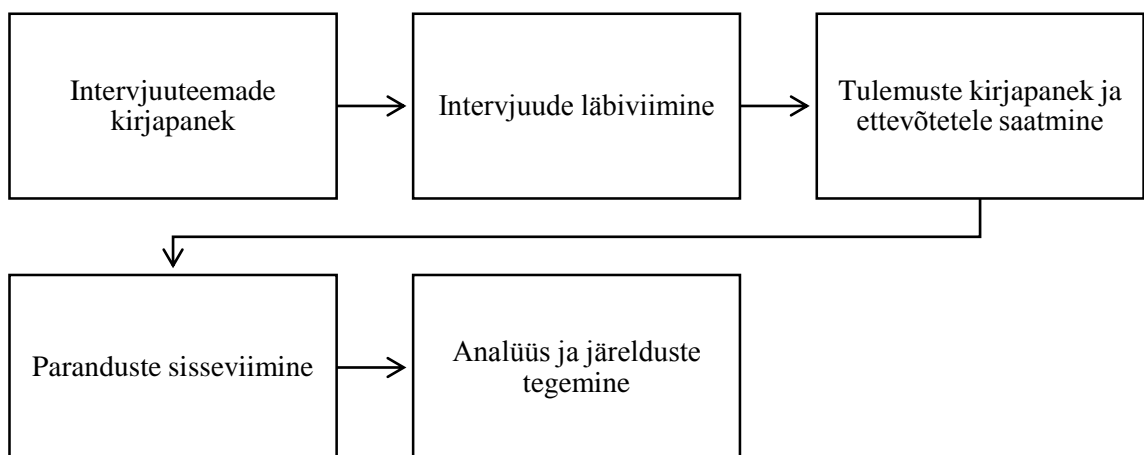 Intervjuuteemade
kirjapanek
Intervjuude läbiviimine
Tulemuste kirjapanek ja
ettevõtetele saatmine
Paranduste sisseviimine
Analüüs ja järelduste
tegemine